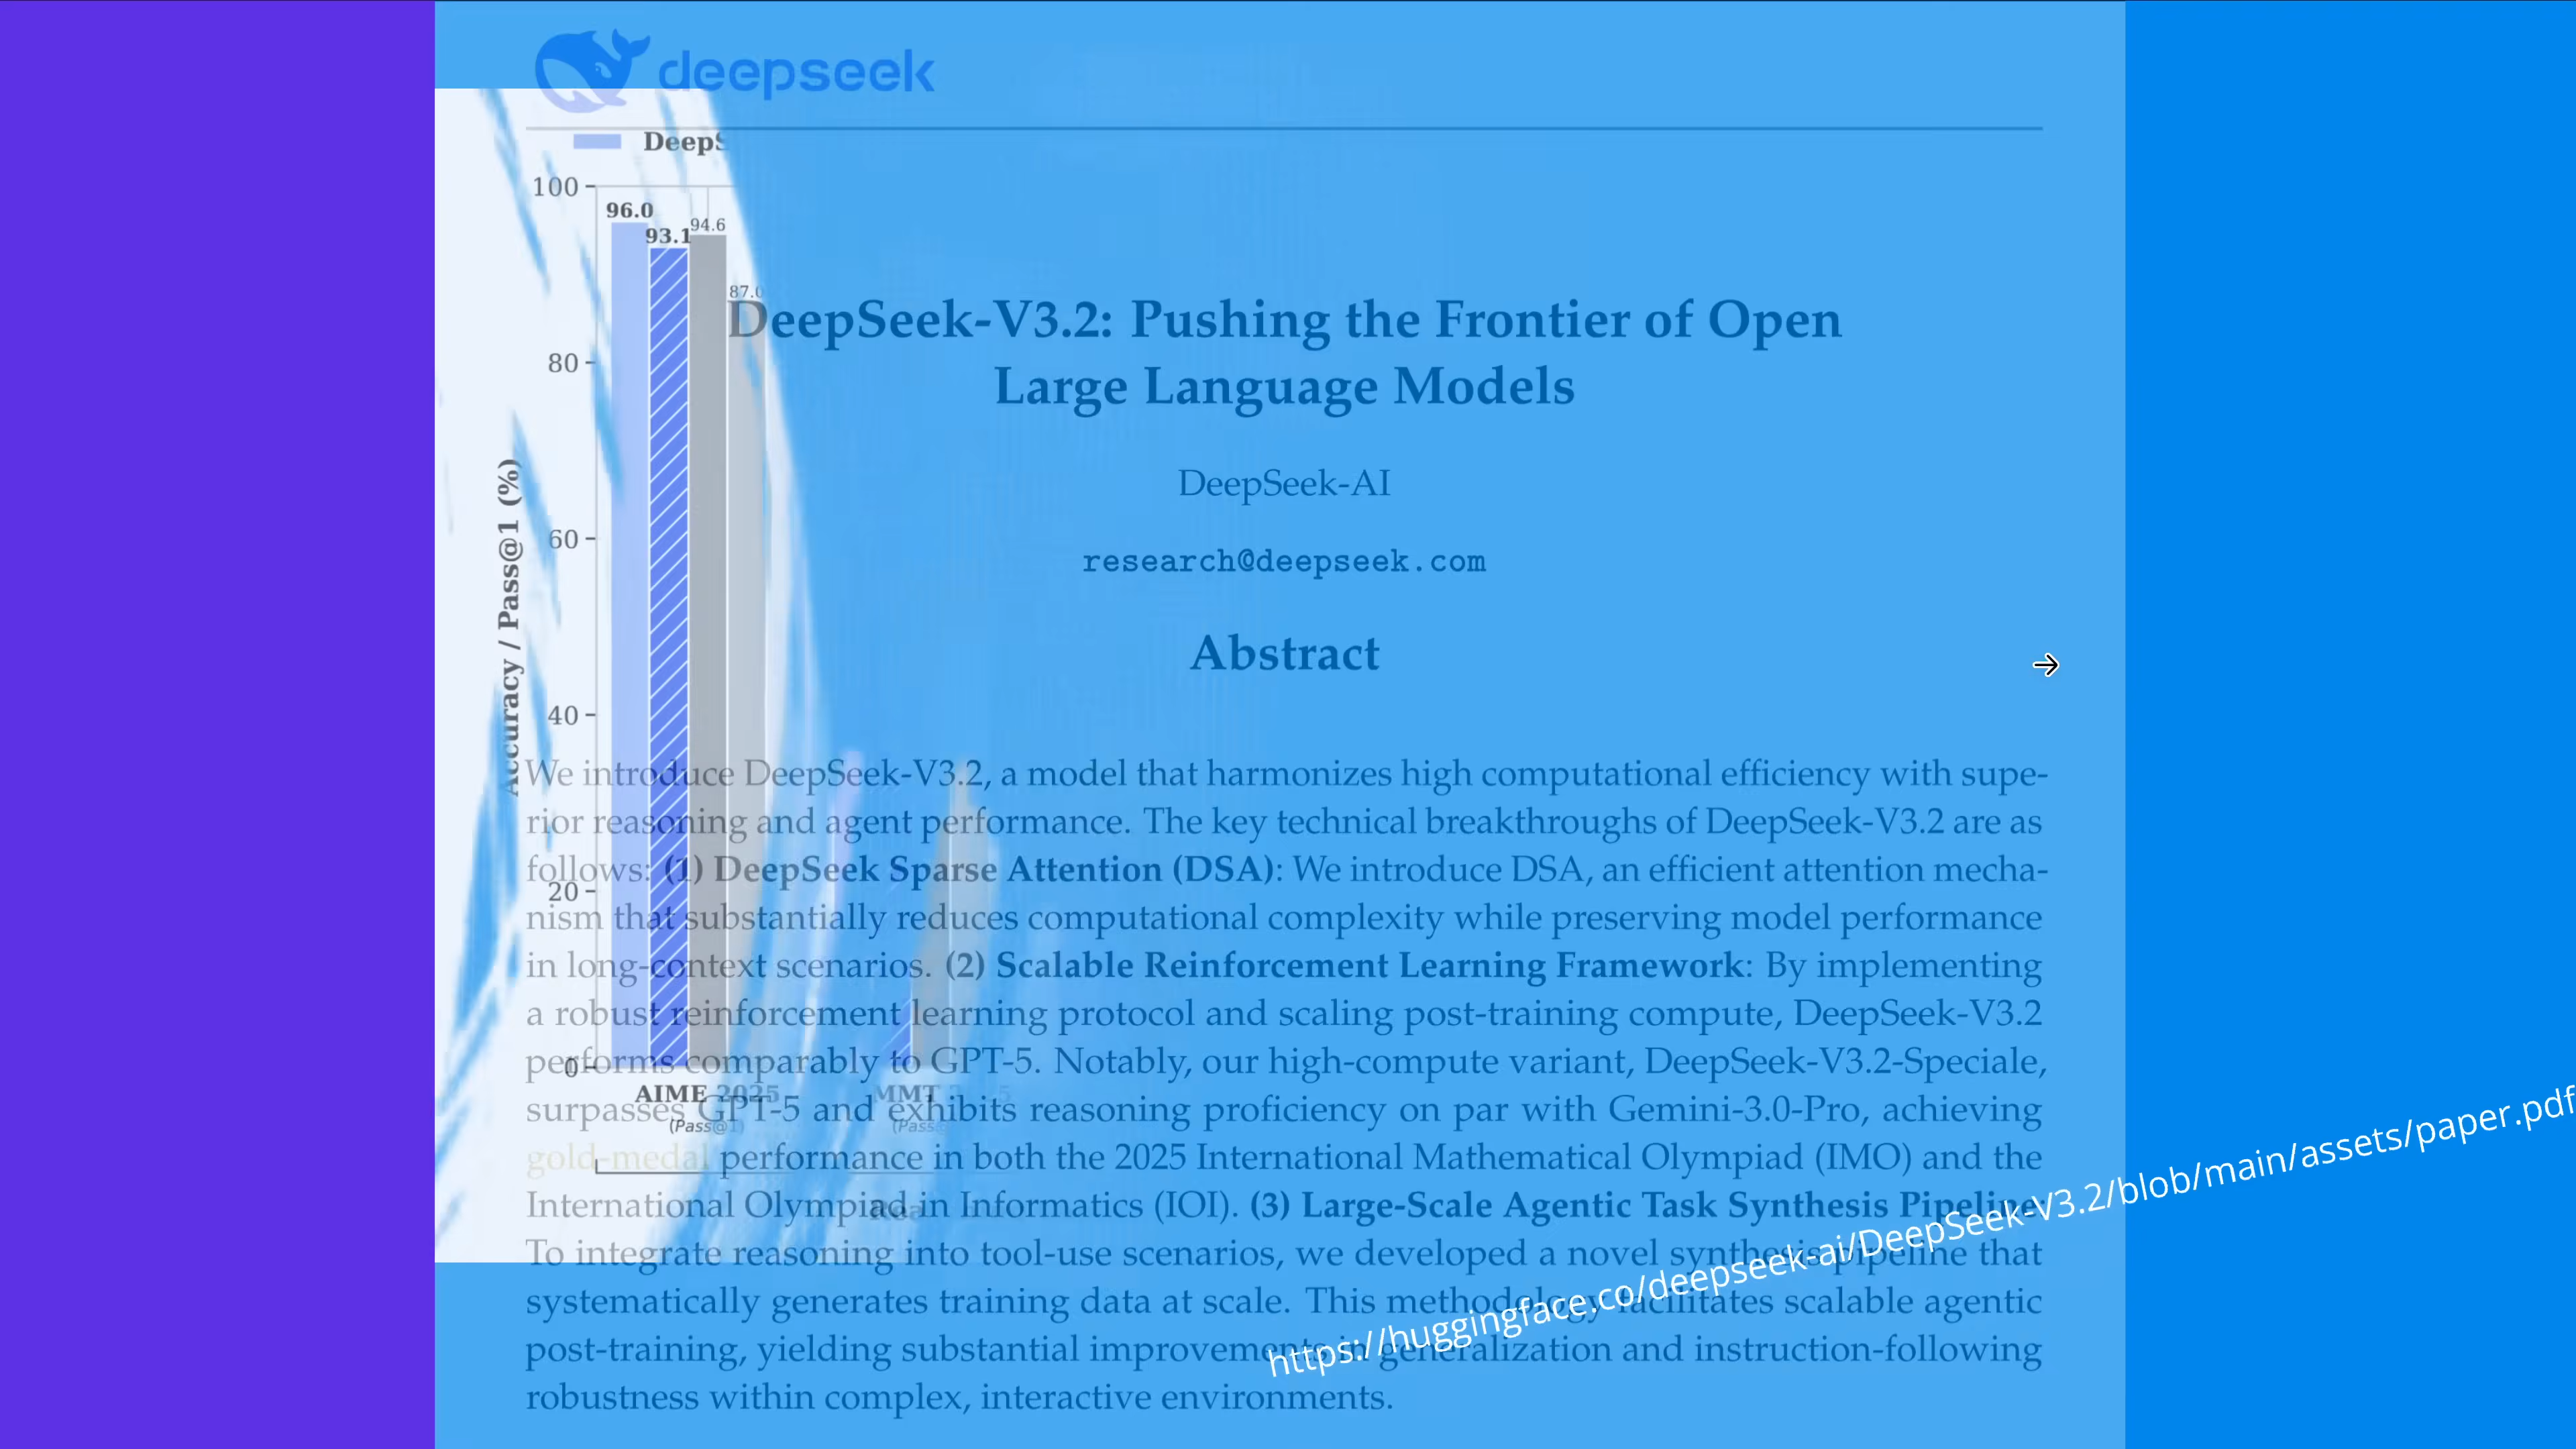 deepseek
DeepS
100
96.0
93.1
94.6
87.0
80
60
40
20
0
Accuracy / Pass@1 (%)
AIME 2025
(Pass@1)
MMT
(Pass@
DeepSeek-V3.2: Pushing the Frontier of Open
Large Language Models
DeepSeek-AI
research@deepseek.com
Abstract
We introduce DeepSeek-V3.2, a model that harmonizes high computational efficiency with supe-
rior reasoning and agent performance. The key technical breakthroughs of DeepSeek-V3.2 are as
follows: (1) DeepSeek Sparse Attention (DSA): We introduce DSA, an efficient attention mecha-
nism that substantially reduces computational complexity while preserving model performance
in long-context scenarios. (2) Scalable Reinforcement Learning Framework: By implementing
a robust reinforcement learning protocol and scaling post-training compute, DeepSeek-V3.2
performs comparably to GPT-5. Notably, our high-compute variant, DeepSeek-V3.2-Speciale,
surpasses GPT-5 and exhibits reasoning proficiency on par with Gemini-3.0-Pro, achieving
gold-medal performance in both the 2025 International Mathematical Olympiad (IMO) and the
International Olympiad in Informatics (IOI). (3) Large-Scale Agentic Task Synthesis Pipeline:
To integrate reasoning into tool-use scenarios, we developed a novel synthesis pipeline that
systematically generates training data at scale. This methodology facilitates scalable agentic
post-training, yielding substantial improvements in generalization and instruction-following
robustness within complex, interactive environments.
https://huggingface.co/deepseek-ai/DeepSeek-V3.2/blob/main/assets/paper.pdf